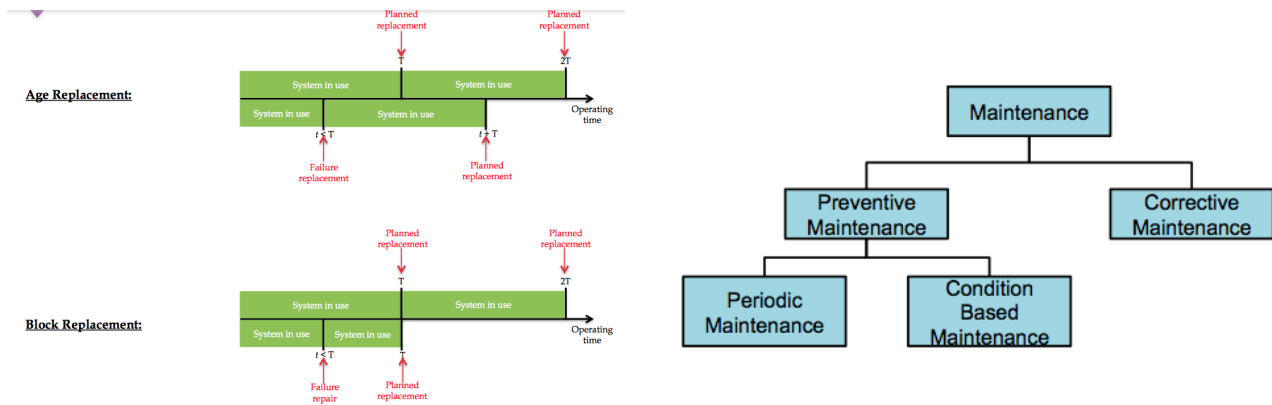 Planned
replacement
Planned
replacement
T
2T
Age Replacement:
System in use
System in use
System in use
System in use
Operating
time
t < T
t + T
Failure
replacement
Planned
replacement
Planned
replacement
Planned
replacement
T
2T
Block Replacement:
System in use
System in use
System in use
System in use
Operating
time
t < T
T
Failure
repair
Planned
replacement
Maintenance
Preventive
Maintenance
Corrective
Maintenance
Periodic
Maintenance
Condition
Based
Maintenance